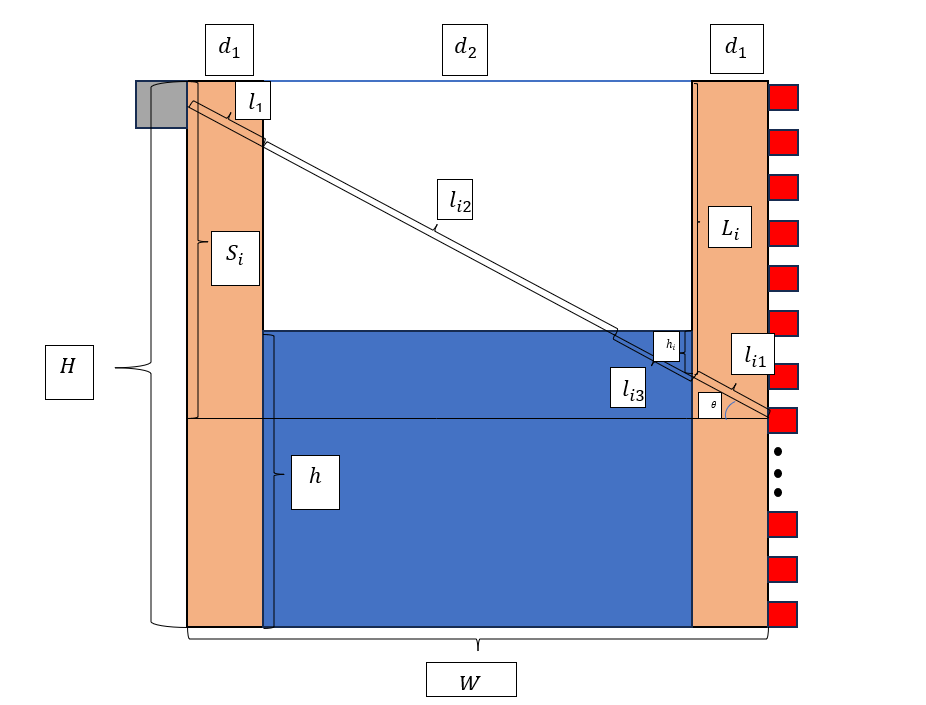 d₁
d₂
d₁
l₁
lᵢ₂
Sᵢ
Lᵢ
H
hᵢ
lᵢ₁
lᵢ₃
θ
h
W